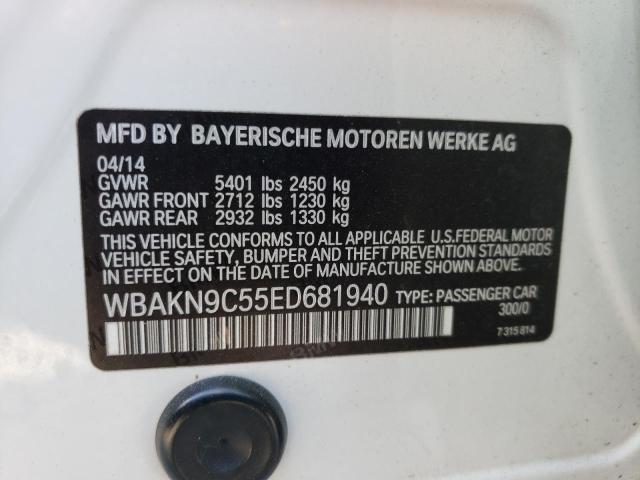 MFD BY BAYERISCHE MOTOREN WERKE AG
04/14
GVWR 5401 lbs 2450 kg
GAWR FRONT 2712 lbs 1230 kg
GAWR REAR 2932 lbs 1330 kg
THIS VEHICLE CONFORMS TO ALL APPLICABLE U.S.FEDERAL MOTOR
VEHICLE SAFETY, BUMPER AND THEFT PREVENTION STANDARDS
IN EFFECT ON THE DATE OF MANUFACTURE SHOWN ABOVE.
WBAKN9C55ED681940 TYPE: PASSENGER CAR
300/0
7 315 814